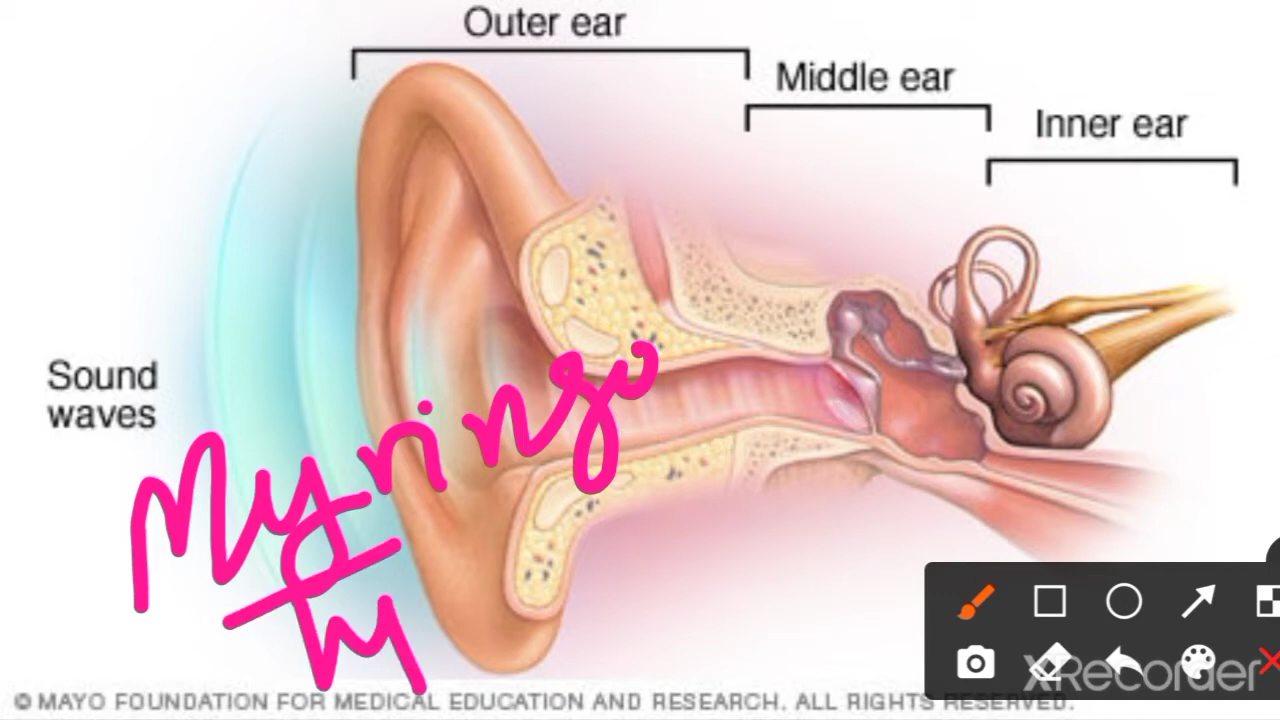 Outer ear
Middle ear
Inner ear
Sound
waves
Myringo
Ty
© MAYO FOUNDATION FOR MEDICAL EDUCATION AND RESEARCH. ALL RIGHTS RESERVED.
XRecorder